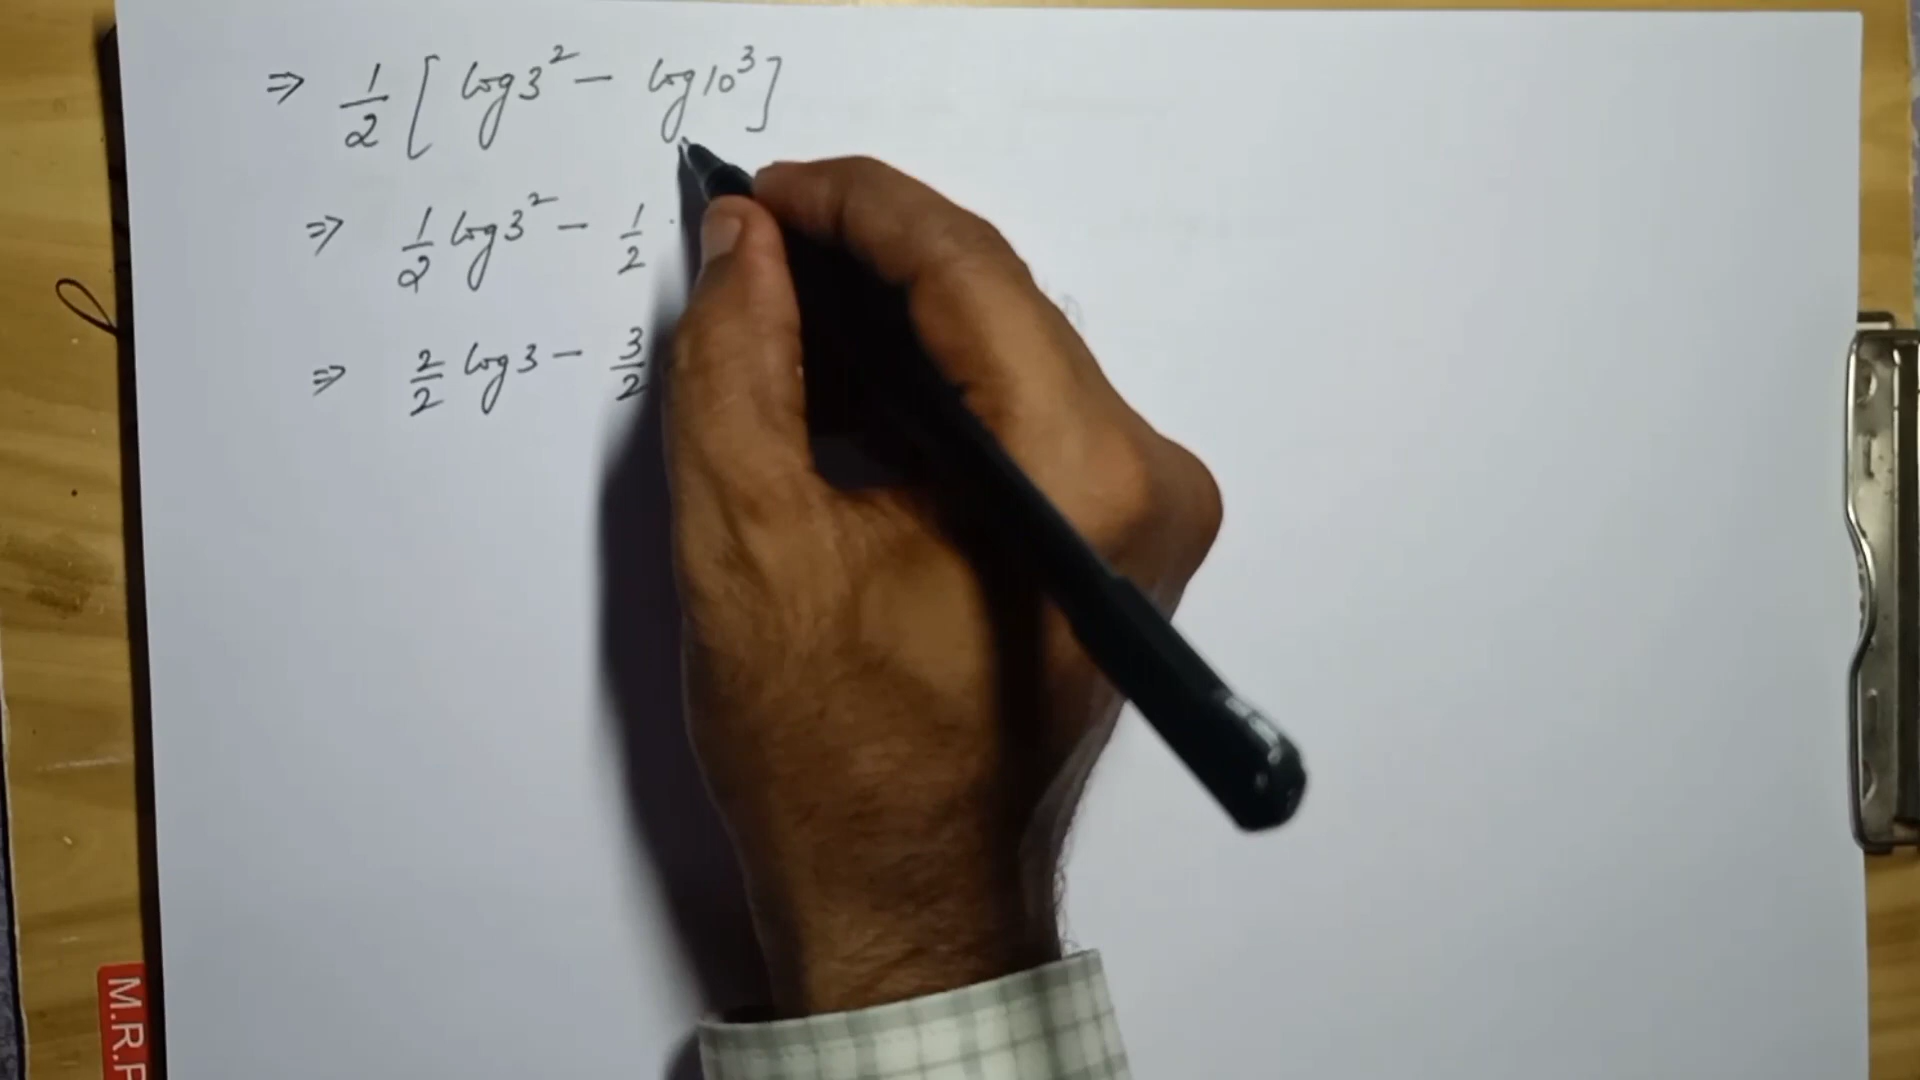 ⇒ 1/2 [ log 3² − log 10³ ]
⇒ 1/2 log 3² − 1/2 ·
⇒ 2/2 log 3 − 3/2
M.R.P